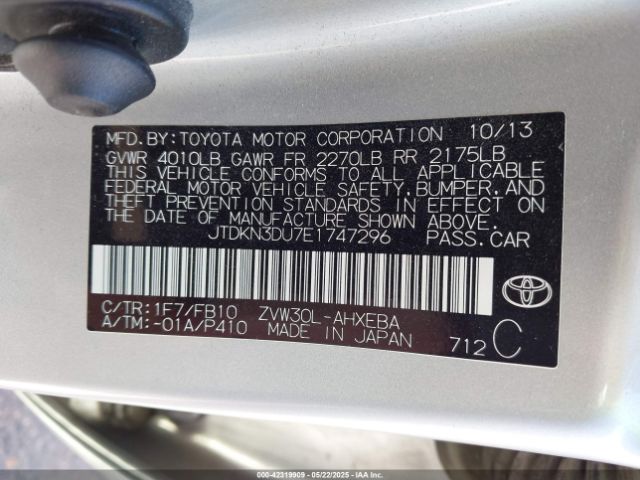 MFD.BY:TOYOTA MOTOR CORPORATION 10/13
GVWR 4010LB GAWR FR 2270LB RR 2175LB
THIS VEHICLE CONFORMS TO ALL APPLICABLE
FEDERAL MOTOR VEHICLE SAFETY,BUMPER,AND
THEFT PREVENTION STANDARDS IN EFFECT ON
THE DATE OF MANUFACTURE SHOWN ABOVE.
JTDKN3DU7E1747296 PASS.CAR
C/TR:1F7/FB10 ZVW30L-AHXEBA
A/TM:-01A/P410 MADE IN JAPAN
712 C
000-42319909 05/22/2025 IAAI.CA